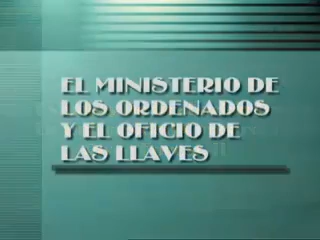 EL MINISTERIO DE
LOS ORDENADOS
Y EL OFICIO DE
LAS LLAVES